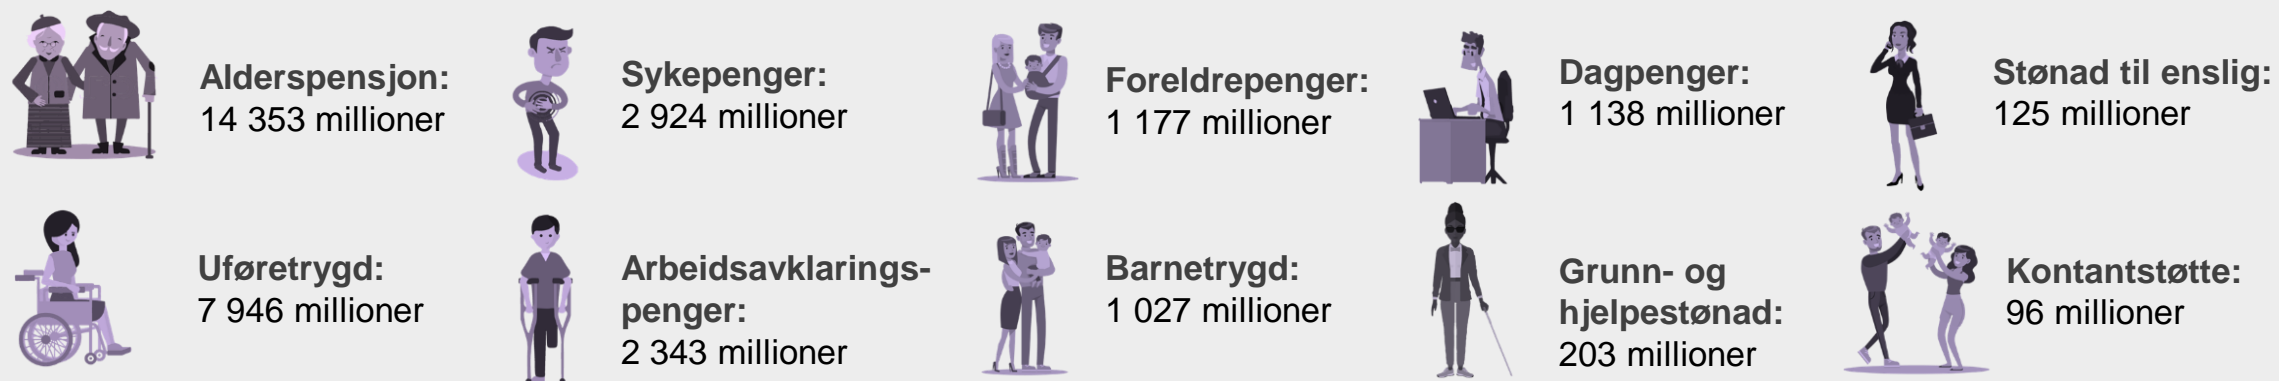 Alderspensjon:
14 353 millioner
Sykepenger:
2 924 millioner
Foreldrepenger:
1 177 millioner
Dagpenger:
1 138 millioner
Stønad til enslig:
125 millioner
Uføretrygd:
7 946 millioner
Arbeidsavklarings-
penger:
2 343 millioner
Barnetrygd:
1 027 millioner
Grunn- og
hjelpestønad:
203 millioner
Kontantstøtte:
96 millioner